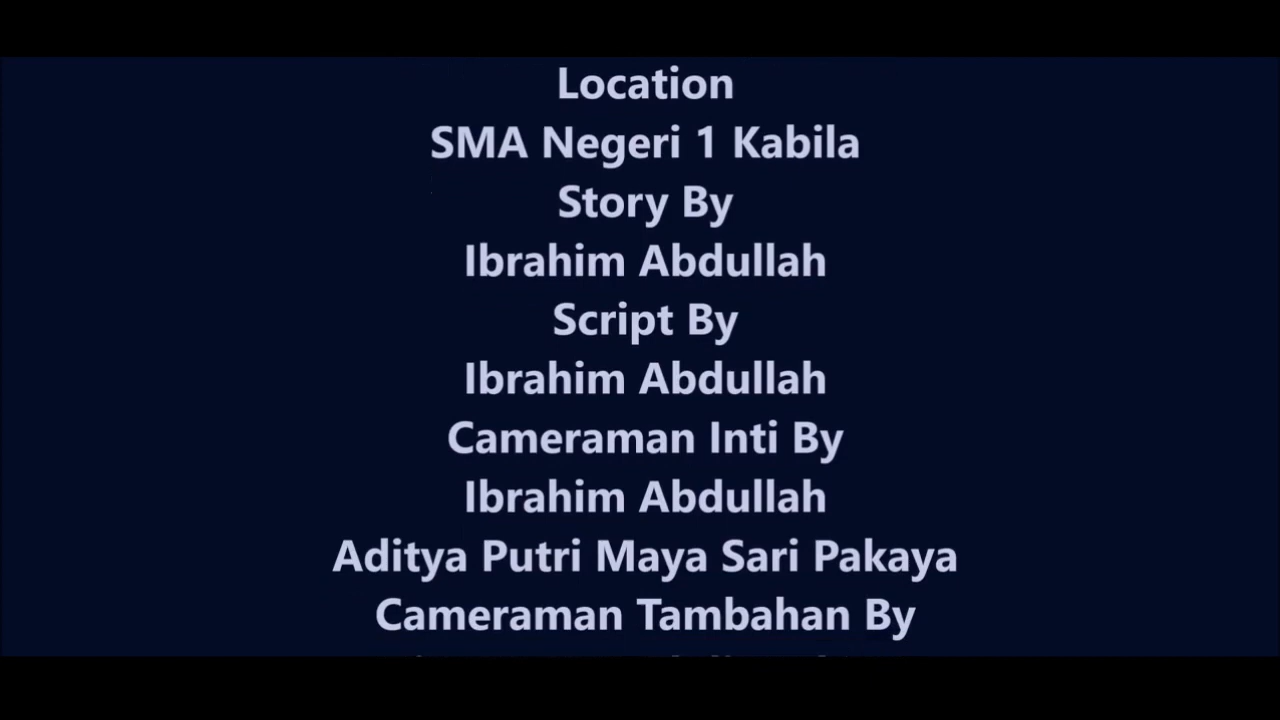 Location
SMA Negeri 1 Kabila
Story By
Ibrahim Abdullah
Script By
Ibrahim Abdullah
Cameraman Inti By
Ibrahim Abdullah
Aditya Putri Maya Sari Pakaya
Cameraman Tambahan By